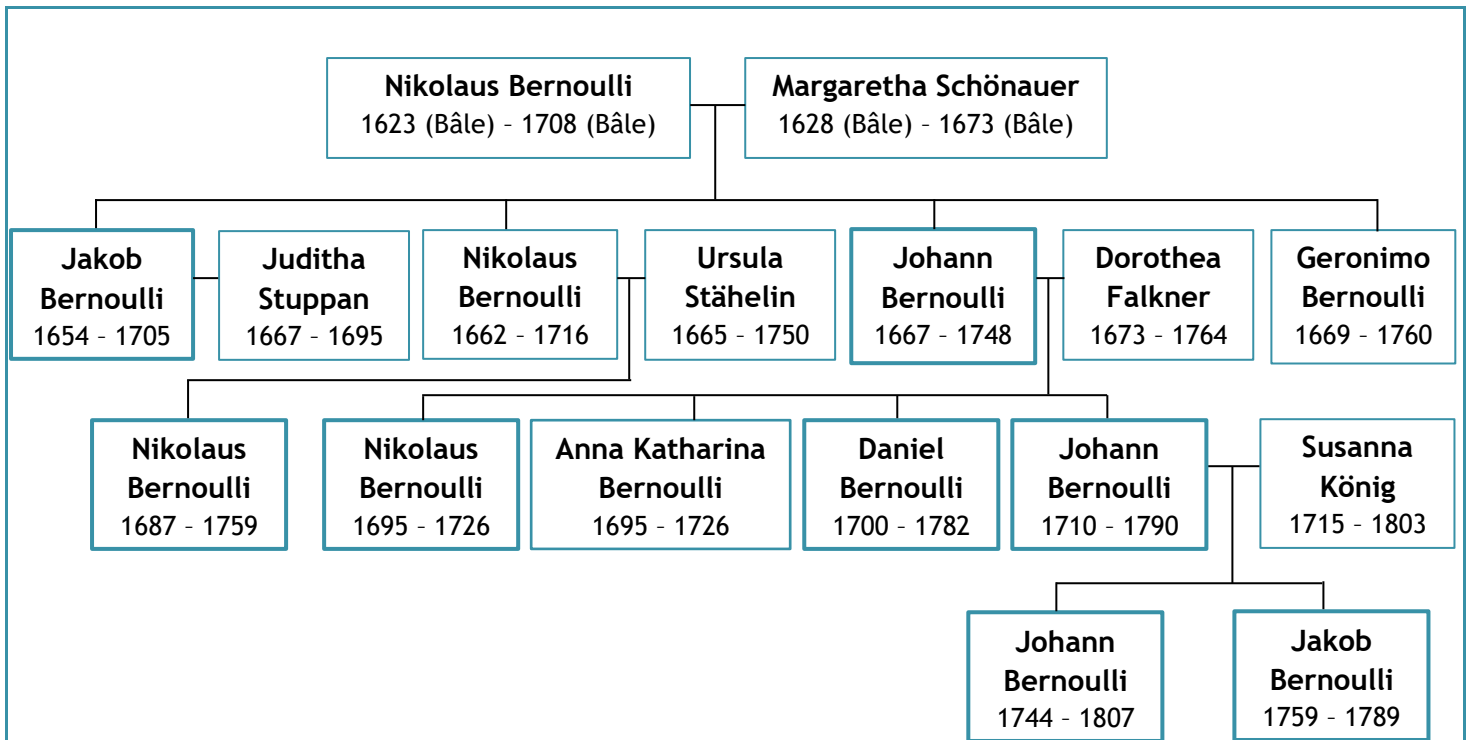 Nikolaus Bernoulli
1623 (Bâle) – 1708 (Bâle)
Margaretha Schönauer
1628 (Bâle) – 1673 (Bâle)
Jakob
Bernoulli
1654 – 1705
Juditha
Stuppan
1667 – 1695
Nikolaus
Bernoulli
1662 – 1716
Ursula
Stähelin
1665 – 1750
Johann
Bernoulli
1667 – 1748
Dorothea
Falkner
1673 – 1764
Geronimo
Bernoulli
1669 – 1760
Nikolaus
Bernoulli
1687 – 1759
Nikolaus
Bernoulli
1695 – 1726
Anna Katharina
Bernoulli
1695 – 1726
Daniel
Bernoulli
1700 – 1782
Johann
Bernoulli
1710 – 1790
Susanna
König
1715 – 1803
Johann
Bernoulli
1744 – 1807
Jakob
Bernoulli
1759 – 1789